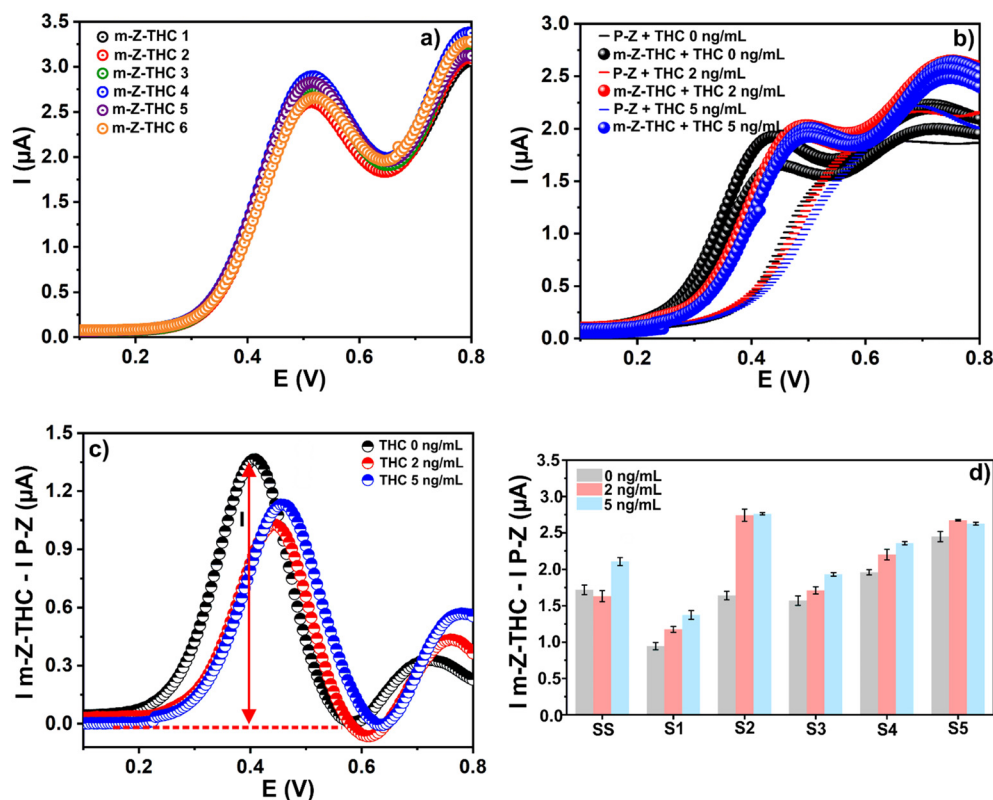 a)
m-Z-THC 1
m-Z-THC 2
m-Z-THC 3
m-Z-THC 4
m-Z-THC 5
m-Z-THC 6
I (µA)
3.5
3.0
2.5
2.0
1.5
1.0
0.5
0.0
0.2 0.4 0.6 0.8
E (V)
b)
P-Z + THC 0 ng/mL
m-Z-THC + THC 0 ng/mL
P-Z + THC 2 ng/mL
m-Z-THC + THC 2 ng/mL
P-Z + THC 5 ng/mL
m-Z-THC + THC 5 ng/mL
I (µA)
3.0
2.5
2.0
1.5
1.0
0.5
0.0
0.2 0.4 0.6 0.8
E (V)
c)
THC 0 ng/mL
THC 2 ng/mL
THC 5 ng/mL
I
I m-Z-THC - I P-Z (µA)
1.5
1.2
0.9
0.6
0.3
0.0
0.2 0.4 0.6 0.8
E (V)
d)
0 ng/mL
2 ng/mL
5 ng/mL
I m-Z-THC - I P-Z (µA)
3.5
3.0
2.5
2.0
1.5
1.0
0.5
0.0
SS S1 S2 S3 S4 S5